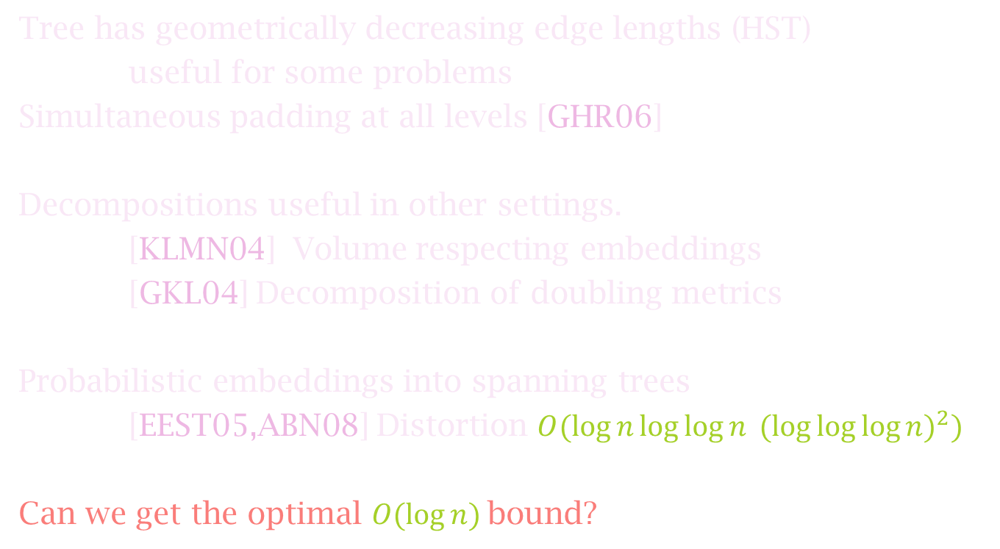 Tree has geometrically decreasing edge lengths (HST)
useful for some problems
Simultaneous padding at all levels [GHR06]
Decompositions useful in other settings.
[KLMN04] Volume respecting embeddings
[GKL04] Decomposition of doubling metrics
Probabilistic embeddings into spanning trees
[EEST05,ABN08] Distortion O(log n log log n (log log log n)²)
Can we get the optimal O(log n) bound?